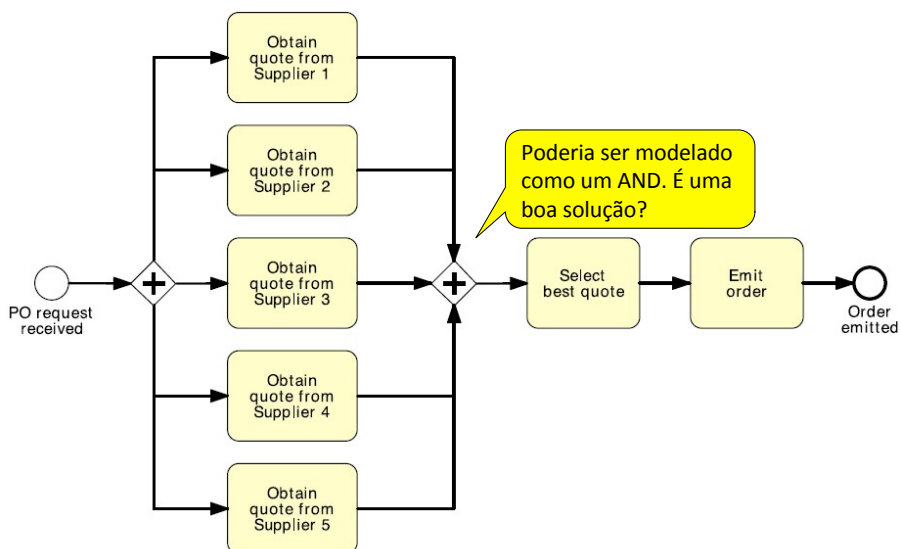 Obtain
quote from
Supplier 1
Obtain
quote from
Supplier 2
Poderia ser modelado
como um AND. É uma
boa solução?
PO request
received
Obtain
quote from
Supplier 3
Select
best quote
Emit
order
Order
emitted
Obtain
quote from
Supplier 4
Obtain
quote from
Supplier 5